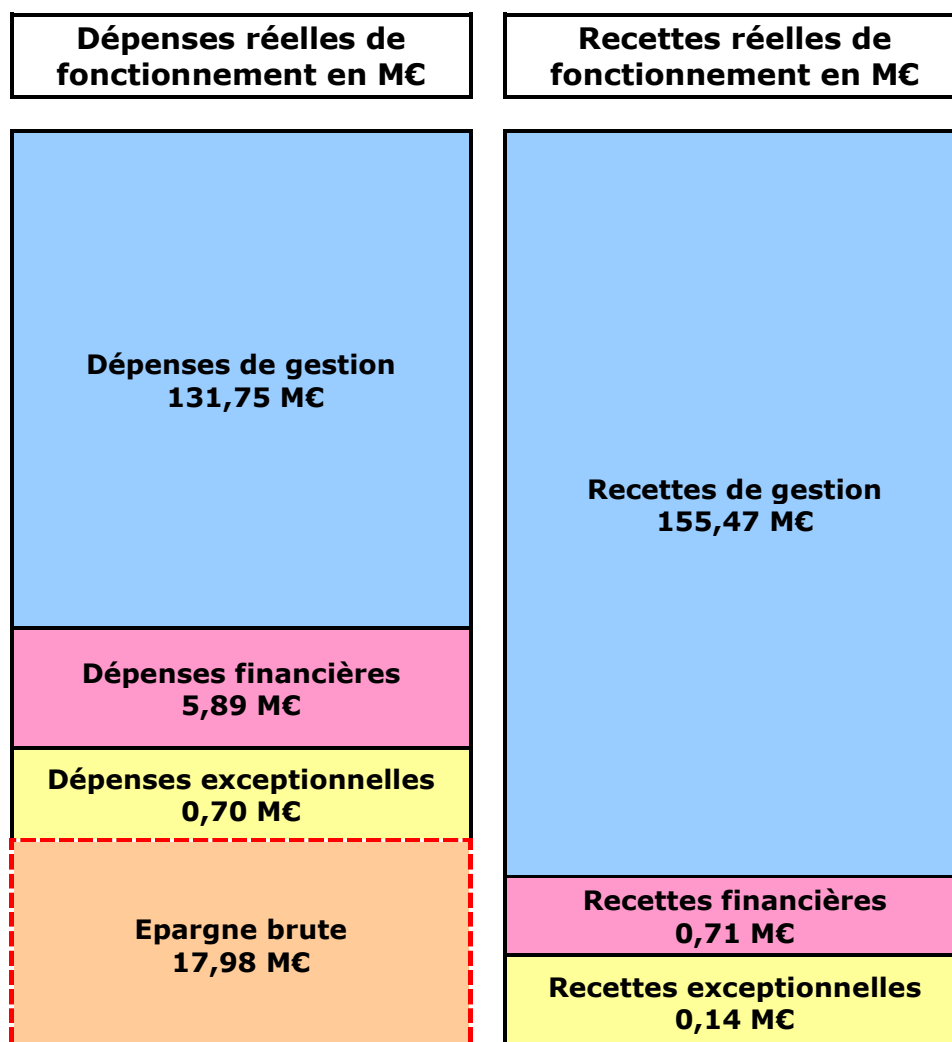 Dépenses réelles de
fonctionnement en M€
Dépenses de gestion
131,75 M€
Dépenses financières
5,89 M€
Dépenses exceptionnelles
0,70 M€
Epargne brute
17,98 M€
Recettes réelles de
fonctionnement en M€
Recettes de gestion
155,47 M€
Recettes financières
0,71 M€
Recettes exceptionnelles
0,14 M€